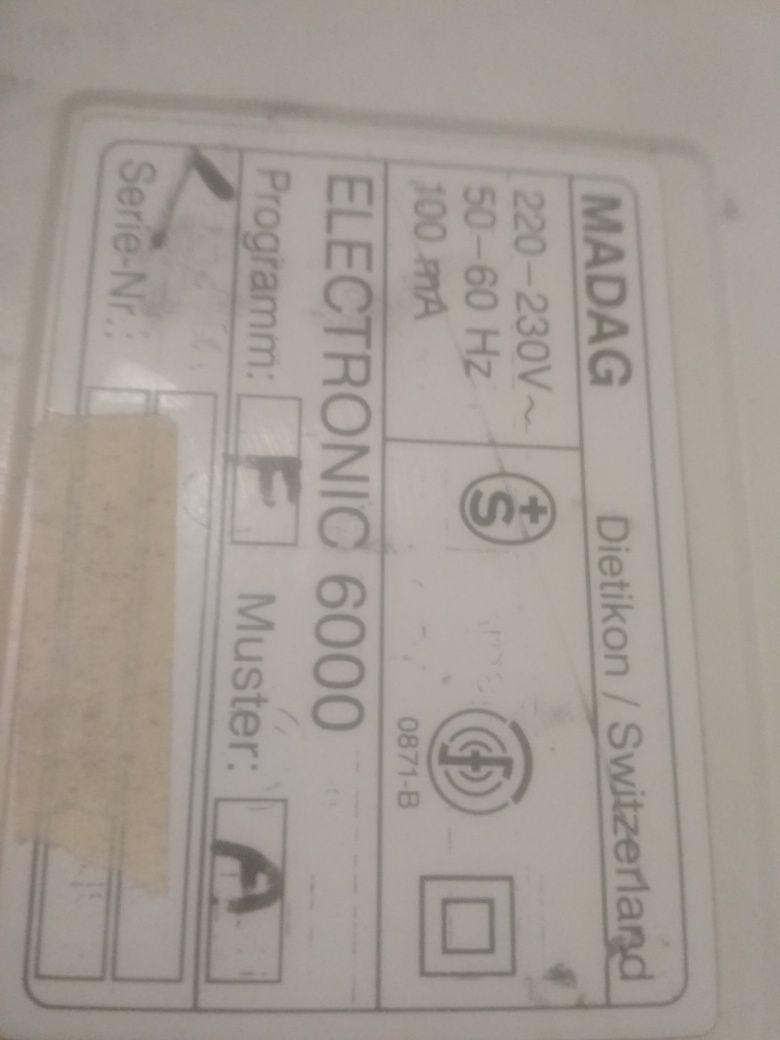 MADAG Dietikon / Switzerland
220–230V ~
50–60 Hz
100 mA
+S
0871-B
ELECTRONIC 6000
Programm: F Muster: A
Serie-Nr.: